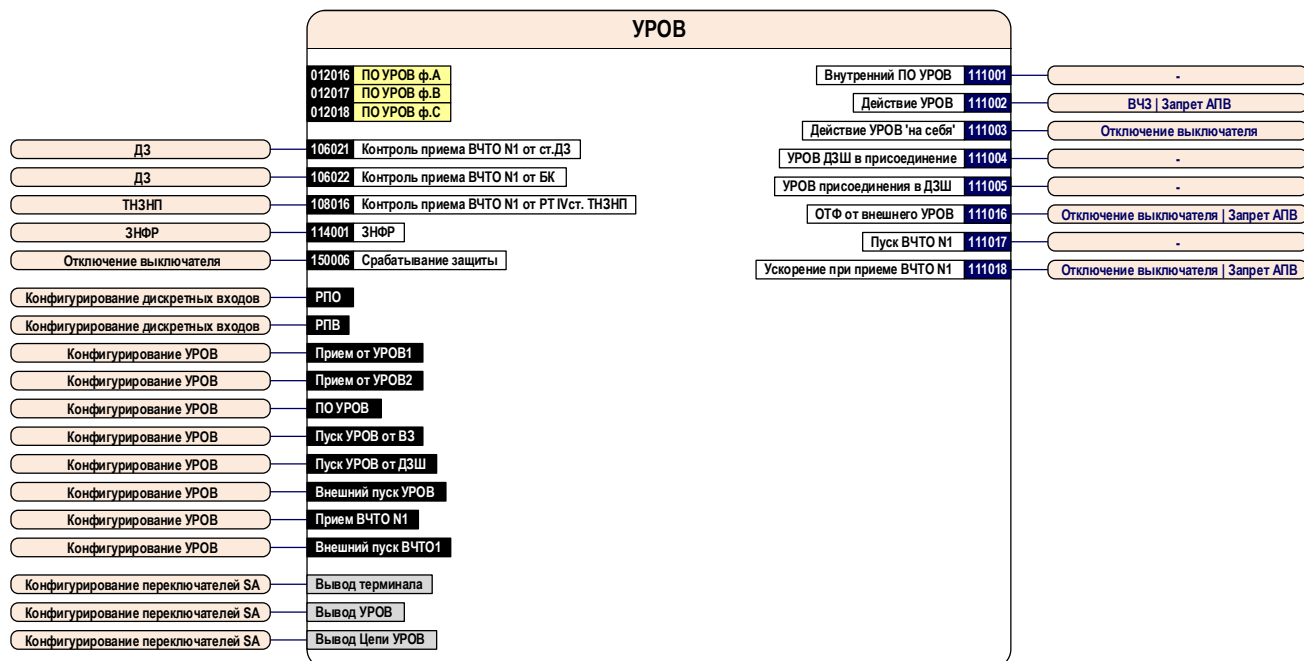 УРОВ
012016 ПО УРОВ ф.А Внутренний ПО УРОВ 111001 -
012017 ПО УРОВ ф.В
012018 ПО УРОВ ф.С Действие УРОВ 111002 ВЧЗ | Запрет АПВ
Действие УРОВ 'на себя' 111003 Отключение выключателя
ДЗ 106021 Контроль приема ВЧТО N1 от ст.ДЗ УРОВ ДЗШ в присоединение 111004 -
ДЗ 106022 Контроль приема ВЧТО N1 от БК УРОВ присоединения в ДЗШ 111005 -
ТНЗНП 108016 Контроль приема ВЧТО N1 от РТ IVст. ТНЗНП ОТФ от внешнего УРОВ 111016 Отключение выключателя | Запрет АПВ
ЗНФР 114001 ЗНФР Пуск ВЧТО N1 111017 -
Отключение выключателя 150006 Срабатывание защиты Ускорение при приеме ВЧТО N1 111018 Отключение выключателя | Запрет АПВ
Конфигурирование дискретных входов РПО
Конфигурирование дискретных входов РПВ
Конфигурирование УРОВ Прием от УРОВ1
Конфигурирование УРОВ Прием от УРОВ2
Конфигурирование УРОВ ПО УРОВ
Конфигурирование УРОВ Пуск УРОВ от ВЗ
Конфигурирование УРОВ Пуск УРОВ от ДЗШ
Конфигурирование УРОВ Внешний пуск УРОВ
Конфигурирование УРОВ Прием ВЧТО N1
Конфигурирование УРОВ Внешний пуск ВЧТО1
Конфигурирование переключателей SA Вывод терминала
Конфигурирование переключателей SA Вывод УРОВ
Конфигурирование переключателей SA Вывод Цепи УРОВ